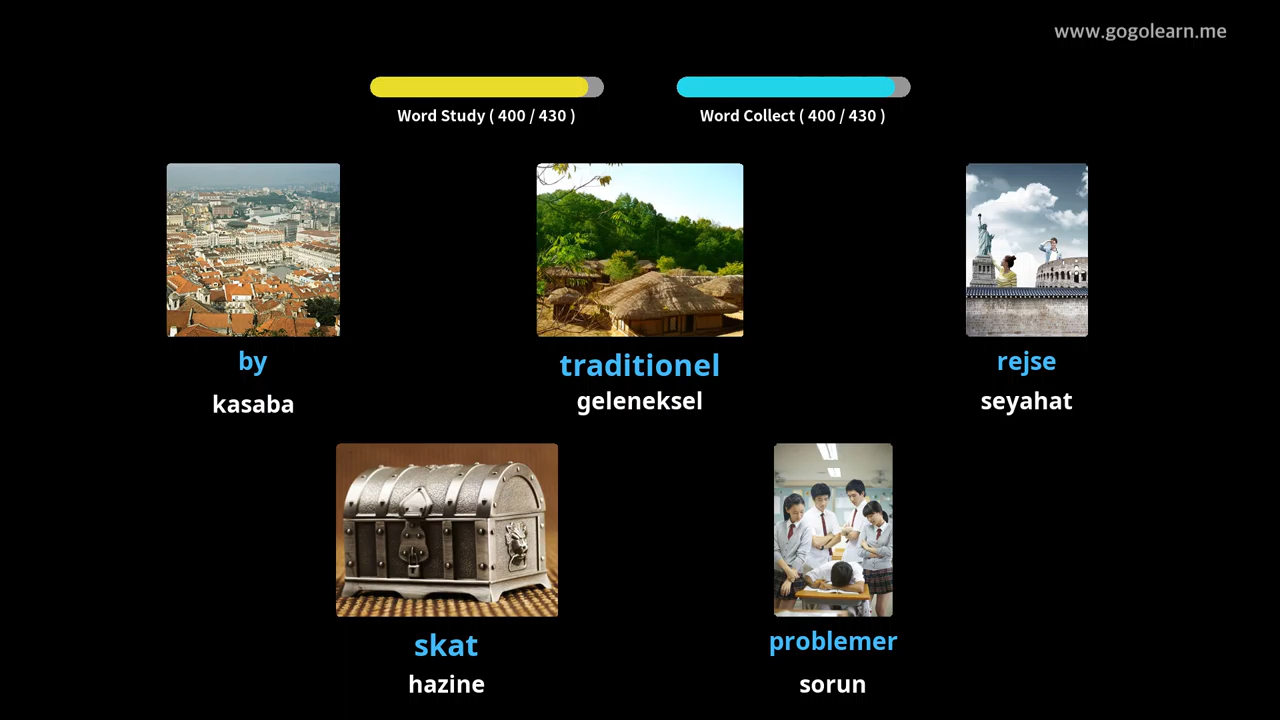 www.gogolearn.me
Word Study ( 400 / 430 )
Word Collect ( 400 / 430 )
by
kasaba
traditionel
geleneksel
rejse
seyahat
skat
hazine
problemer
sorun